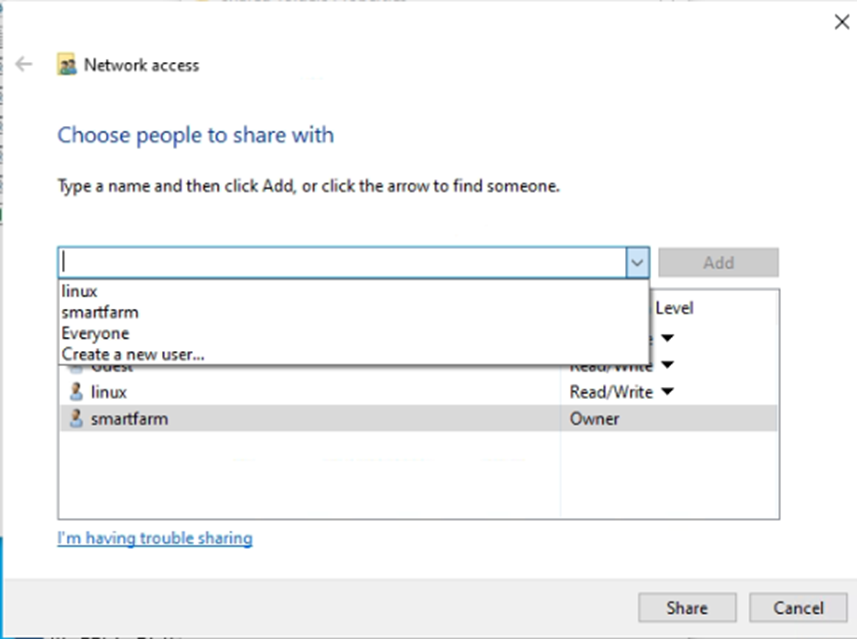 Network access
Choose people to share with
Type a name and then click Add, or click the arrow to find someone.
Add
linux
smartfarm
Everyone
Create a new user...
Level
Guest
Read/Write
linux
Read/Write
smartfarm
Owner
I'm having trouble sharing
Share
Cancel